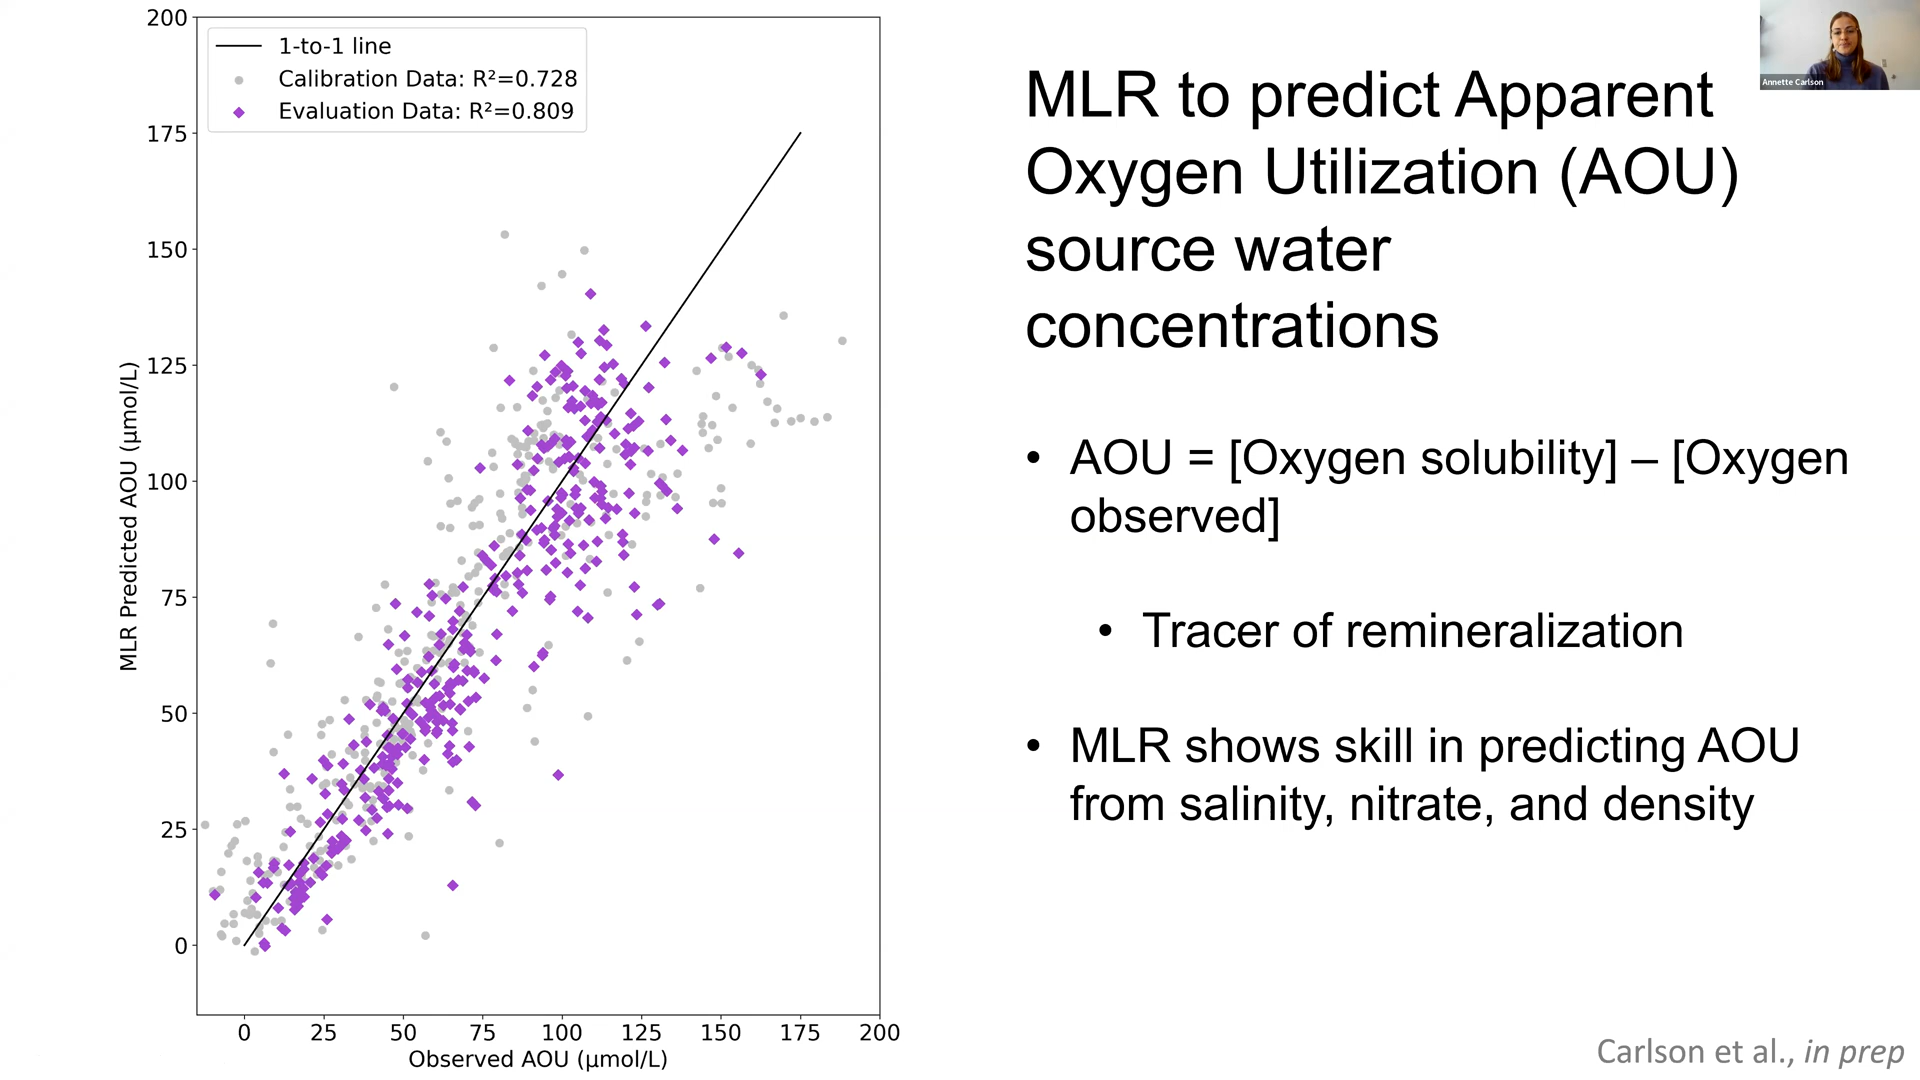 200
175
150
125
100
75
50
25
0
0 25 50 75 100 125 150 175 200
MLR Predicted AOU (µmol/L)
Observed AOU (µmol/L)
1-to-1 line
Calibration Data: R²=0.728
Evaluation Data: R²=0.809
MLR to predict Apparent
Oxygen Utilization (AOU)
source water
concentrations
• AOU = [Oxygen solubility] – [Oxygen
observed]
• Tracer of remineralization
• MLR shows skill in predicting AOU
from salinity, nitrate, and density
Carlson et al., in prep
Annette Carlson